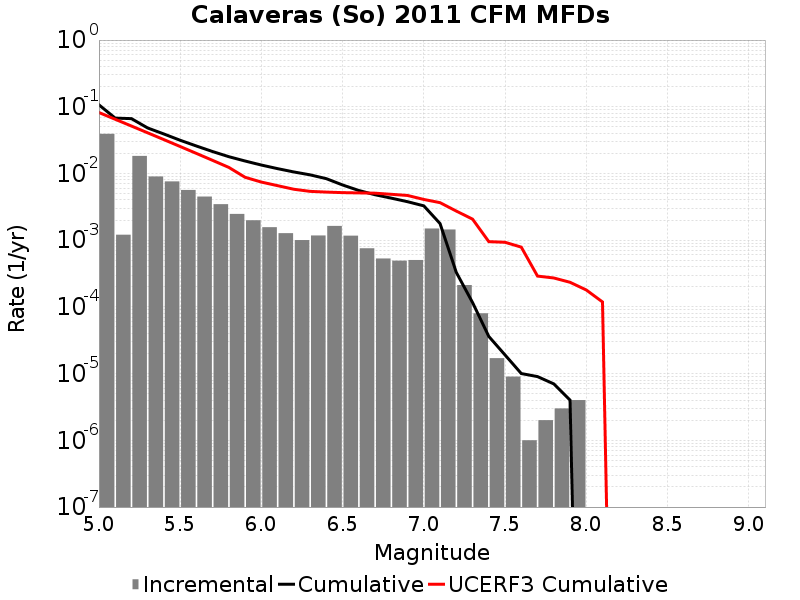 Calaveras (So) 2011 CFM MFDs
Rate (1/yr)
10^0
10^-1
10^-2
10^-3
10^-4
10^-5
10^-6
10^-7
5.0 5.5 6.0 6.5 7.0 7.5 8.0 8.5 9.0
Magnitude
Incremental Cumulative UCERF3 Cumulative